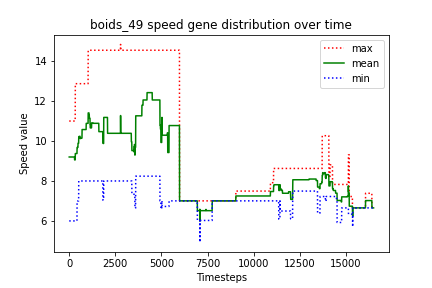 boids_49 speed gene distribution over time
max
mean
min
Speed value
14
12
10
8
6
0
2500
5000
7500
10000
12500
15000
Timesteps